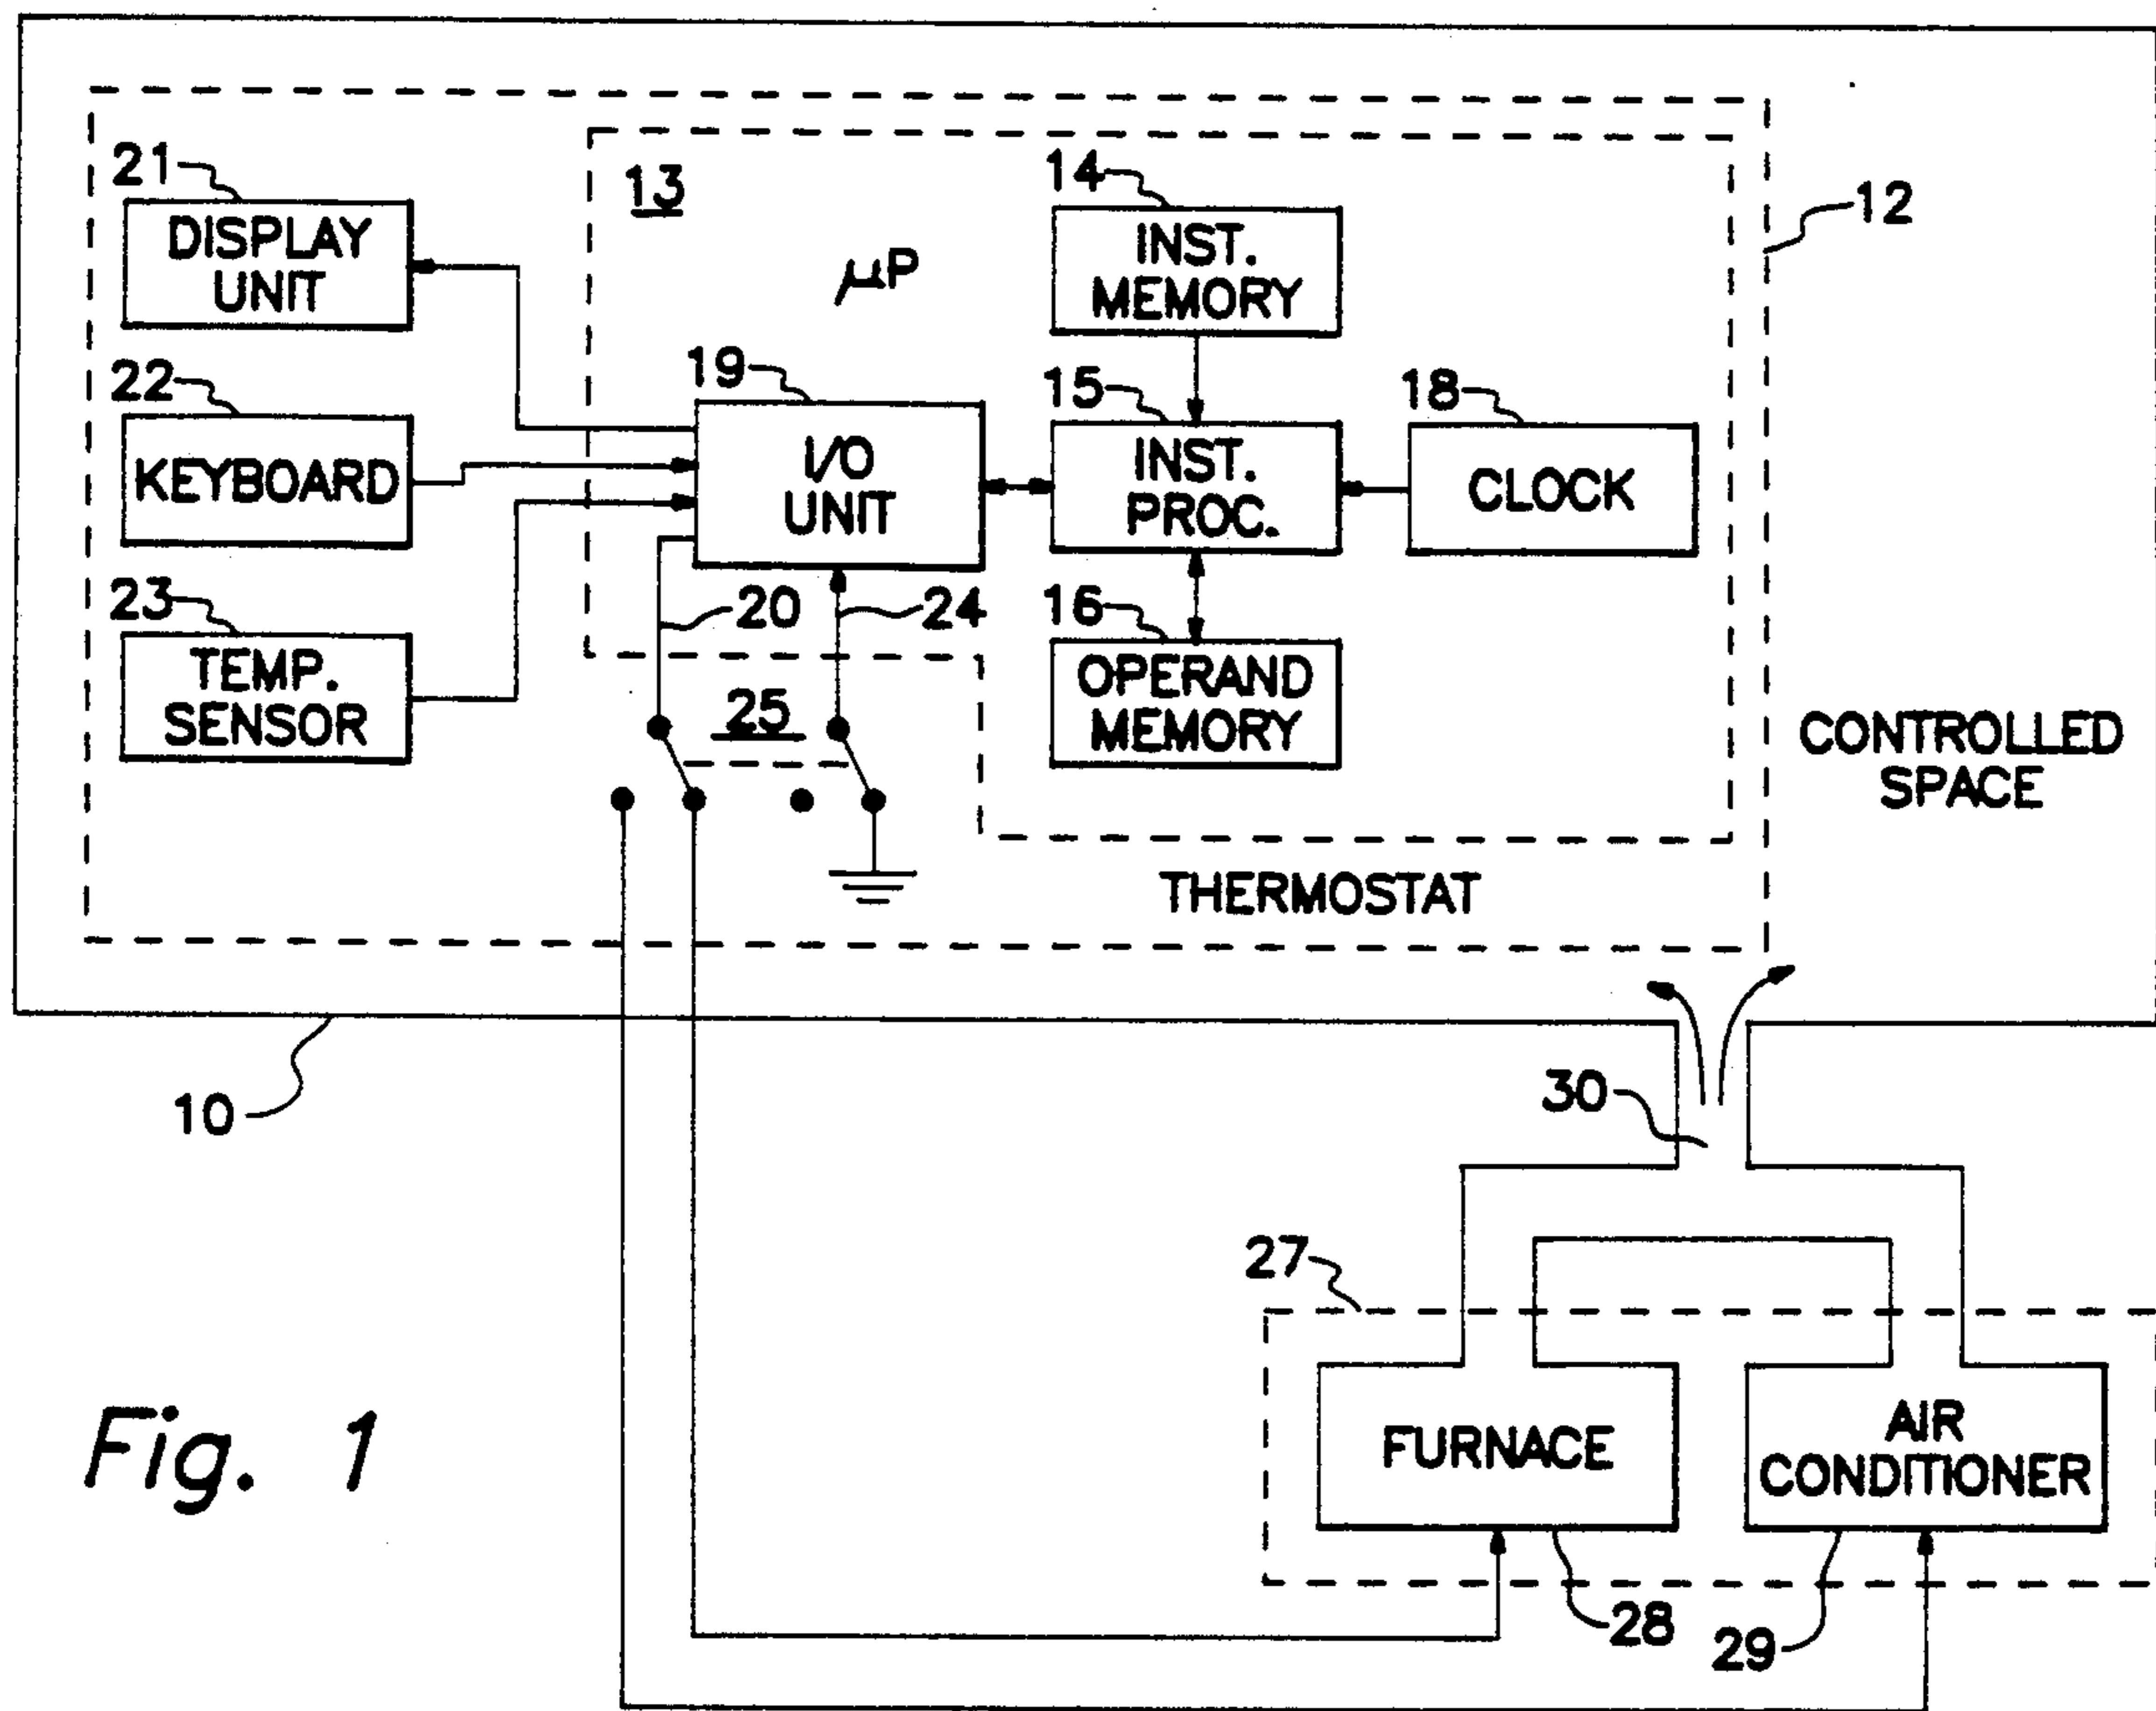 21
DISPLAY
UNIT
22
KEYBOARD
23
TEMP.
SENSOR
13
μP
14
INST.
MEMORY
12
19
I/O
UNIT
15
INST.
PROC.
18
CLOCK
20
24
16
OPERAND
MEMORY
25
CONTROLLED
SPACE
THERMOSTAT
10
30
27
FURNACE
AIR
CONDITIONER
28
29
Fig. 1